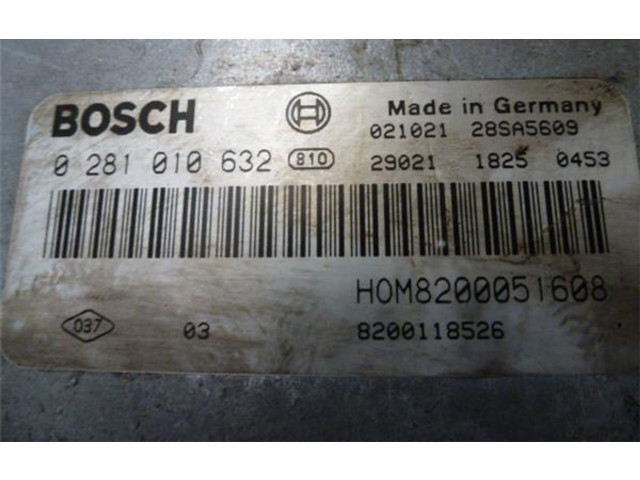 BOSCH
Made in Germany
021021 28SA5609
0 281 010 632 810
29021 1825 0453
HOM8200051608
037 03 8200118526